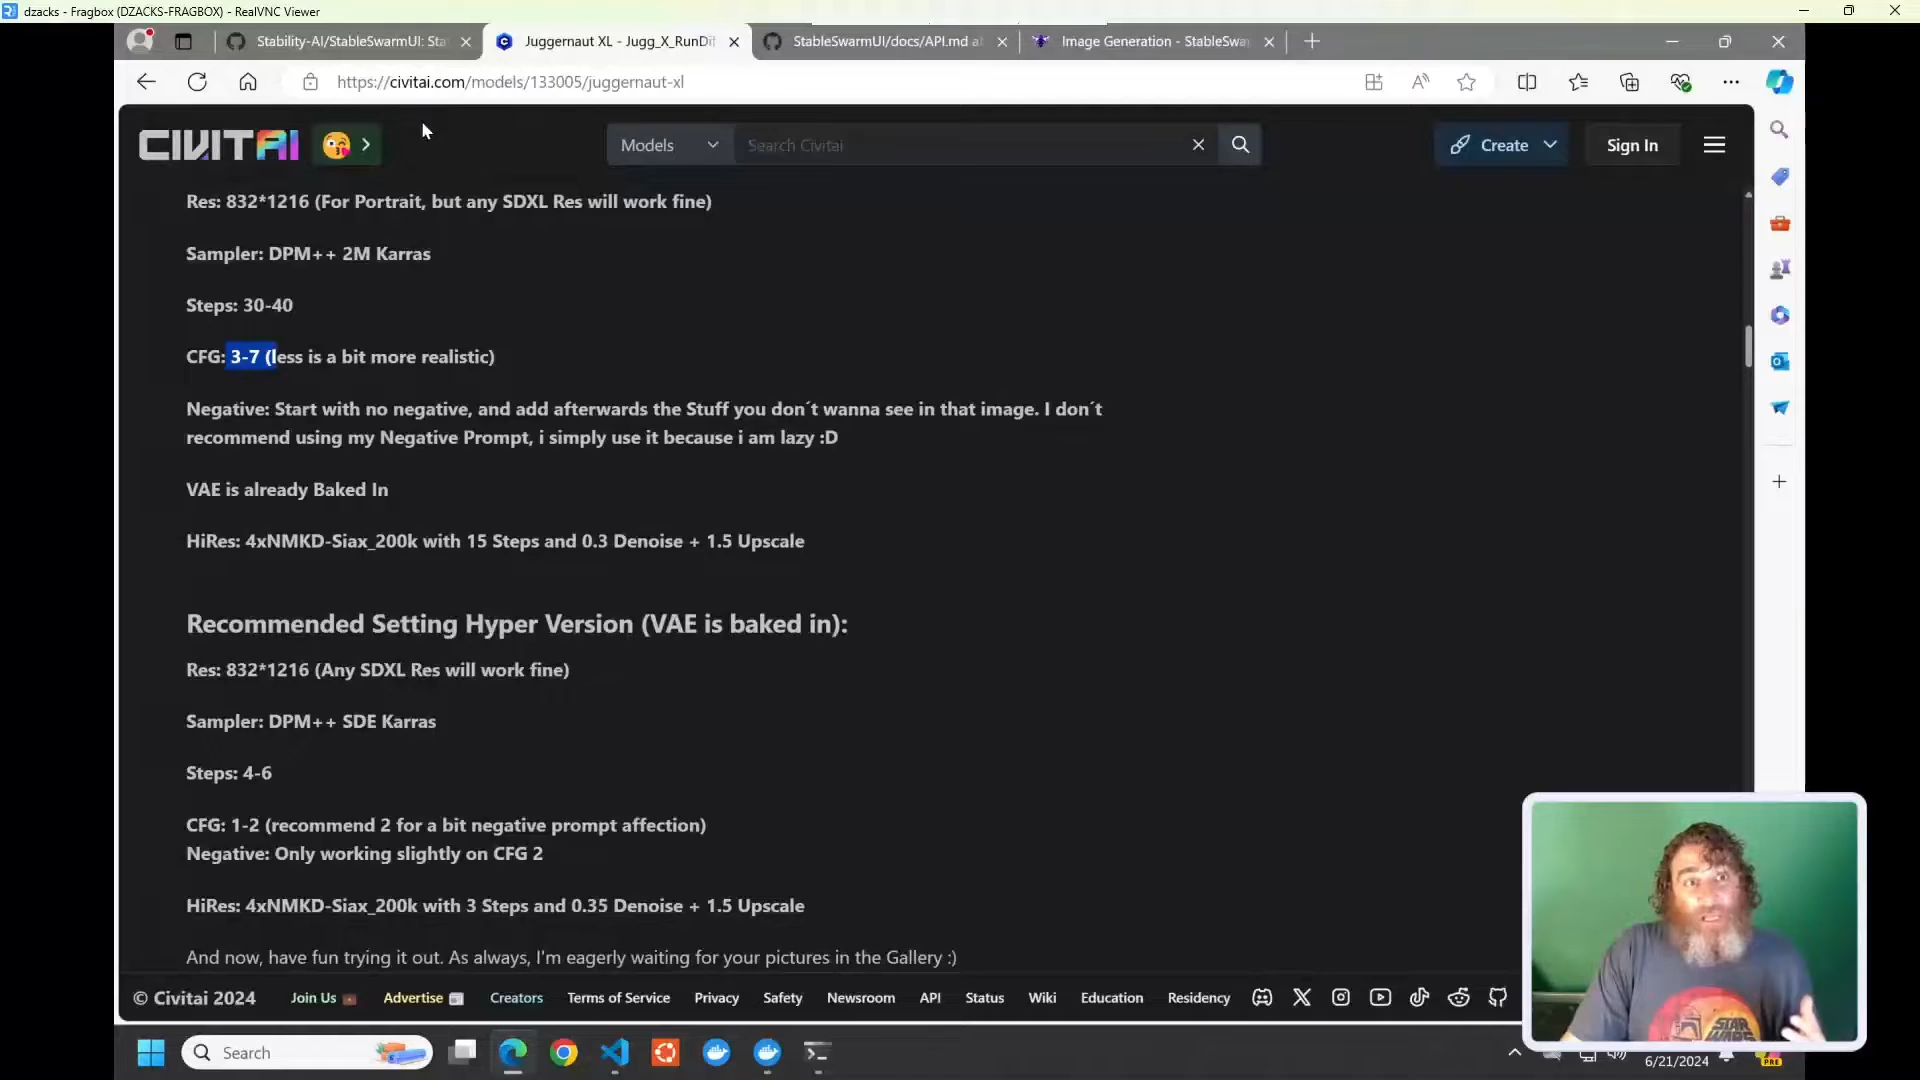 dzacks - Fragbox (DZACKS-FRAGBOX) - RealVNC Viewer
Stability-AI/StableSwarmUI: Sta
Juggernaut XL - Jugg_X_RunDif
StableSwarmUI/docs/API.md at
Image Generation - StableSwa
https://civitai.com/models/133005/juggernaut-xl
CIVITAI
Models
Search Civitai
Create
Sign In
Res: 832*1216 (For Portrait, but any SDXL Res will work fine)
Sampler: DPM++ 2M Karras
Steps: 30-40
CFG: 3-7 (less is a bit more realistic)
Negative: Start with no negative, and add afterwards the Stuff you don´t wanna see in that image. I don´t
recommend using my Negative Prompt, i simply use it because i am lazy :D
VAE is already Baked In
HiRes: 4xNMKD-Siax_200k with 15 Steps and 0.3 Denoise + 1.5 Upscale
Recommended Setting Hyper Version (VAE is baked in):
Res: 832*1216 (Any SDXL Res will work fine)
Sampler: DPM++ SDE Karras
Steps: 4-6
CFG: 1-2 (recommend 2 for a bit negative prompt affection)
Negative: Only working slightly on CFG 2
HiRes: 4xNMKD-Siax_200k with 3 Steps and 0.35 Denoise + 1.5 Upscale
And now, have fun trying it out. As always, I'm eagerly waiting for your pictures in the Gallery :)
© Civitai 2024
Join Us
Advertise
Creators
Terms of Service
Privacy
Safety
Newsroom
API
Status
Wiki
Education
Residency
STAR WARS
Search
6/21/2024
PRE